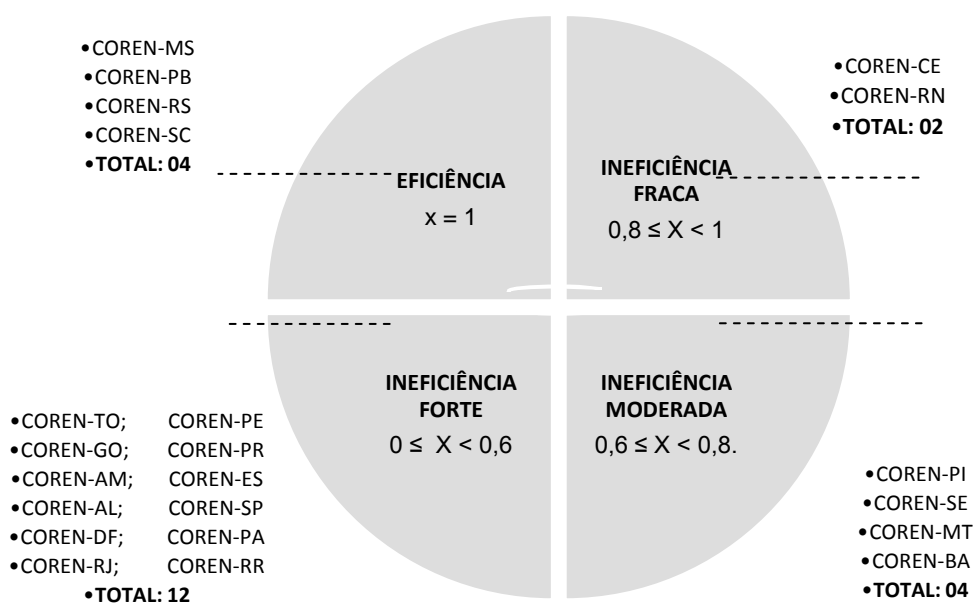 •COREN-MS
•COREN-PB
•COREN-RS
•COREN-SC
•TOTAL: 04
EFICIÊNCIA
x = 1
•COREN-CE
•COREN-RN
•TOTAL: 02
INEFICIÊNCIA
FRACA
0,8 ≤ X < 1
INEFICIÊNCIA
FORTE
0 ≤ X < 0,6
•COREN-TO; COREN-PE
•COREN-GO; COREN-PR
•COREN-AM; COREN-ES
•COREN-AL; COREN-SP
•COREN-DF; COREN-PA
•COREN-RJ; COREN-RR
•TOTAL: 12
INEFICIÊNCIA
MODERADA
0,6 ≤ X < 0,8.
•COREN-PI
•COREN-SE
•COREN-MT
•COREN-BA
•TOTAL: 04